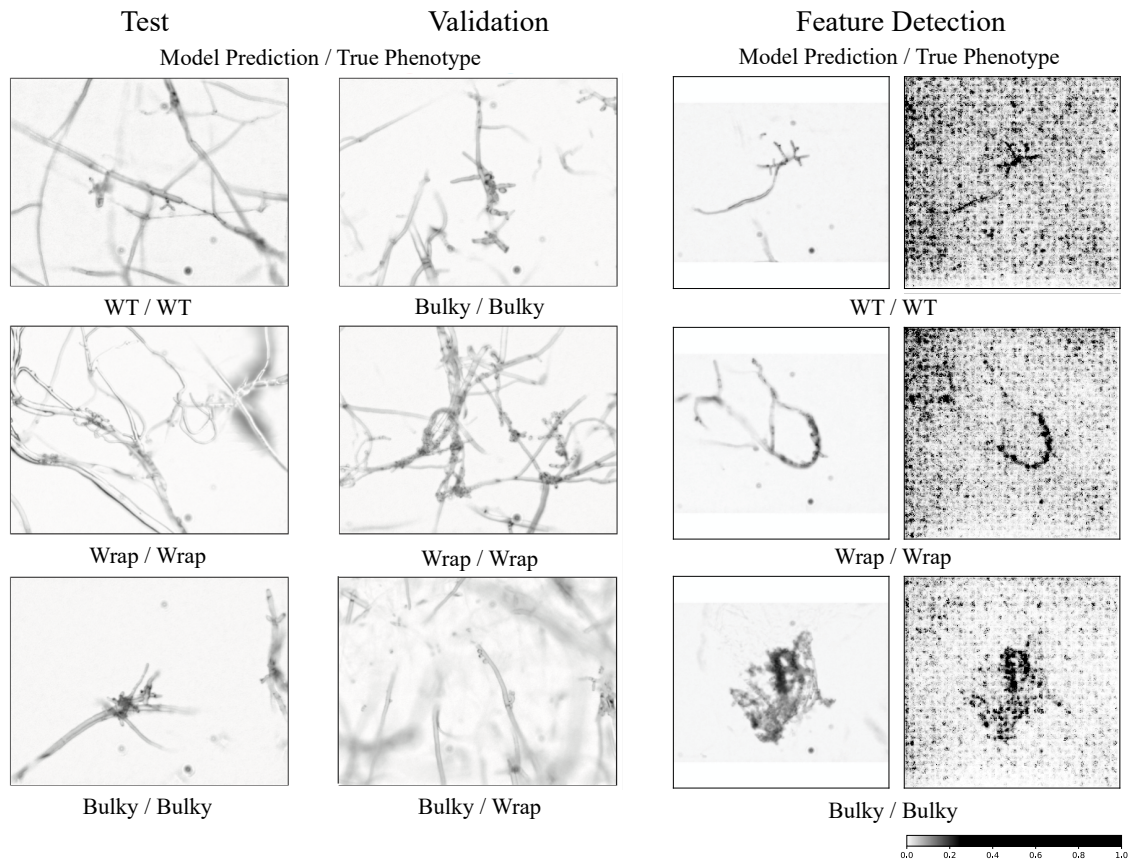 Test
Validation
Feature Detection
Model Prediction / True Phenotype
Model Prediction / True Phenotype
WT / WT
Bulky / Bulky
WT / WT
Wrap / Wrap
Wrap / Wrap
Wrap / Wrap
Bulky / Bulky
Bulky / Wrap
Bulky / Bulky
0.0 0.2 0.4 0.6 0.8 1.0